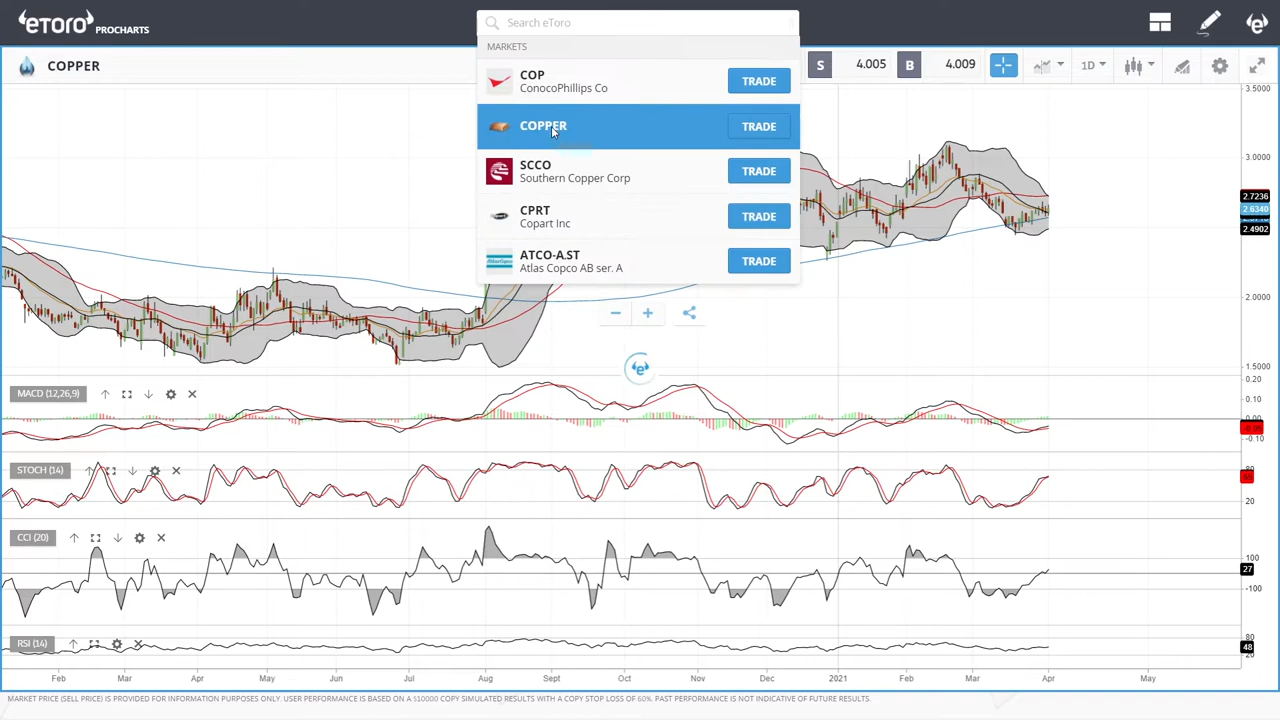 eToro PROCHARTS
Search eToro
MARKETS
COP
ConocoPhillips Co
TRADE
COPPER
TRADE
SCCO
Southern Copper Corp
TRADE
CPRT
Copart Inc
TRADE
ATCO-A.ST
Atlas Copco AB ser. A
TRADE
COPPER
S 4.005 B 4.009 1D
3.5000
3.0000
2.7236
2.6340
2.4902
2.0000
1.5000
MACD (12,26,9)
0.20
0.10
0.00
-0.05
-0.10
STOCH (14)
80
20
CCI (20)
100
27
-100
RSI (14)
80
48
20
Feb Mar Apr May Jun Jul Aug Sept Oct Nov Dec 2021 Feb Mar Apr May
MARKET PRICE (SELL PRICE) IS PROVIDED FOR INFORMATION PURPOSES ONLY. USER PERFORMANCE IS BASED ON A $10000 COPY SIMULATED RESULTS WITH A COPY STOP LOSS OF 60%. PAST PERFORMANCE IS NOT INDICATIVE OF FUTURE RESULTS.